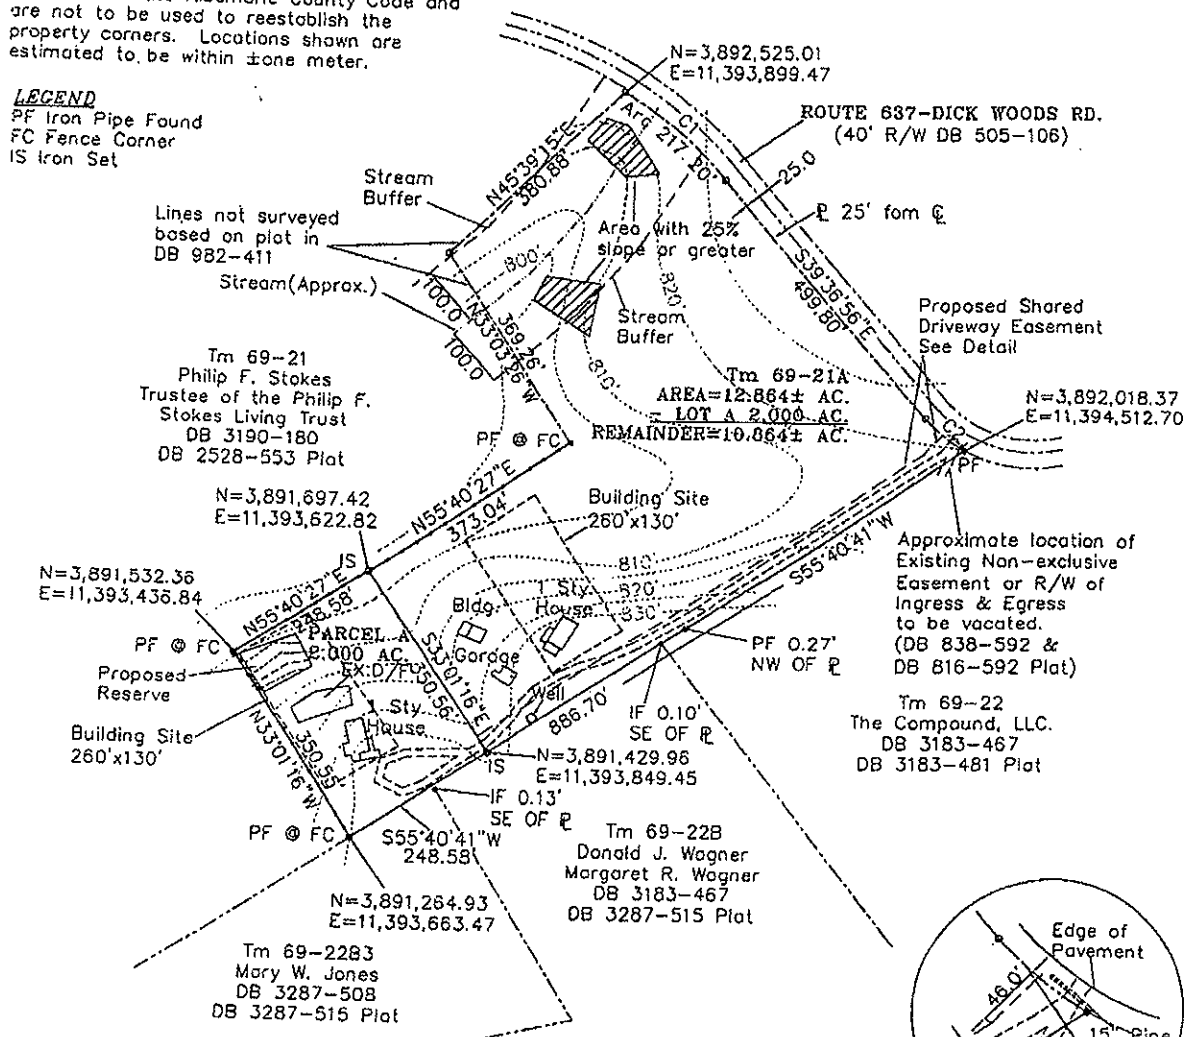 Albemarle County Code and
are not to be used to reestablish the
property corners. Locations shown are
estimated to be within ±one meter.
LEGEND
PF Iron Pipe Found
FC Fence Corner
IS Iron Set
N=3,892,525.01
E=11,393,899.47
ROUTE 637-DICK WOODS RD.
(40' R/W DB 505-106)
Arc 217.20'
C1
25.0
N45°39'15"E
380.88'
Stream
Buffer
Lines not surveyed
based on plat in
DB 982-411
Stream(Approx.)
Area with 25%
slope or greater
℄ 25' fom ℄
S39°36'56"E
499.80'
800'
820'
810'
100.0
100.0
369.26'
N33°03'26"W
Stream
Buffer
Proposed Shared
Driveway Easement
See Detail
Tm 69-21
Philip F. Stokes
Trustee of the Philip F.
Stokes Living Trust
DB 3190-180
DB 2528-553 Plat
Tm 69-21A
AREA=12.864± AC.
- LOT A 2.000 AC.
REMAINDER=10.864± AC.
N=3,892,018.37
E=11,394,512.70
C2
PF
PF @ FC
N55°40'27"E
373.04'
N=3,891,697.42
E=11,393,622.82
IS
Building Site
260'x130'
S55°40'41"W
886.70'
810'
820'
830'
Approximate location of
Existing Non-exclusive
Easement or R/W of
Ingress & Egress
to be vacated.
(DB 838-592 &
DB 816-592 Plat)
N=3,891,532.36
E=11,393,436.84
PF @ FC
N55°40'27"E
248.58'
PARCEL A
2.000 AC.
EX.D/F
S33°01'16"E
350.56'
Bldg.
Garage
1 Sty
House
Well
Proposed
Reserve
Building Site
260'x130'
Sty
House
N33°01'16"W
350.55'
PF 0.27'
NW OF ℄
IF 0.10'
SE OF ℄
Tm 69-22
The Compound, LLC.
DB 3183-467
DB 3183-481 Plat
N=3,891,429.96
E=11,393,849.45
IS
IF 0.13'
SE OF ℄
PF @ FC
S55°40'41"W
248.58'
Tm 69-22B
Donald J. Wagner
Margaret R. Wagner
DB 3183-467
DB 3287-515 Plat
N=3,891,264.93
E=11,393,663.47
Tm 69-22B3
Mary W. Jones
DB 3287-508
DB 3287-515 Plat
Edge of
Pavement
46.0'
15' Pipe